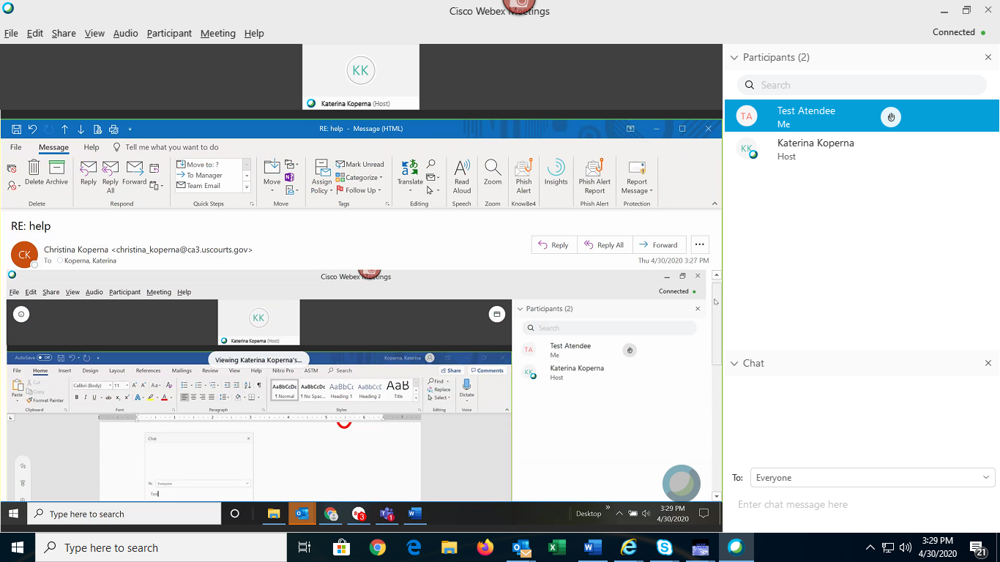 Cisco Webex Meetings
File Edit Share View Audio Participant Meeting Help
Connected
KK
Katerina Koperna (Host)
RE: help - Message (HTML)
File Message Help Tell me what you want to do
Delete Archive
Delete
Reply Reply All Forward
Respond
Move to: ?
To Manager
Team Email
Quick Steps
Move
Move
Assign Policy
Mark Unread
Categorize
Follow Up
Tags
Translate
Editing
Read Aloud
Speech
Zoom
Zoom
Phish Alert
KnowBe4
Insights
Phish Alert Report
Phish Alert
Report Message
Protection
RE: help
CK
Christina Koperna <christina_koperna@ca3.uscourts.gov>
To Koperna, Katerina
Reply Reply All Forward
Thu 4/30/2020 3:27 PM
Cisco Webex Meetings
File Edit Share View Audio Participant Meeting Help
Connected
KK
Katerina Koperna (Host)
Viewing Katerina Koperna's...
AutoSave Off
Koperna, Katerina
File Home Insert Design Layout References Mailings Review View Help Nitro Pro ASTM Search
Share Comments
Paste
Cut
Copy
Format Painter
Clipboard
Calibri (Body) 11
Font
Paragraph
AaBbCcDc AaBbCcDc AaBbCc AaBbCcD AaB
¶ Normal ¶ No Spac... Heading 1 Heading 2 Title
Styles
Find
Replace
Select
Editing
Dictate
Voice
Chat
To: Everyone
Test
Participants (2)
Search
TA
Test Atendee
Me
KK
Katerina Koperna
Host
Type here to search
Desktop
3:29 PM
4/30/2020
Participants (2)
Search
TA
Test Atendee
Me
KK
Katerina Koperna
Host
Chat
To: Everyone
Enter chat message here
Type here to search
3:29 PM
4/30/2020
21